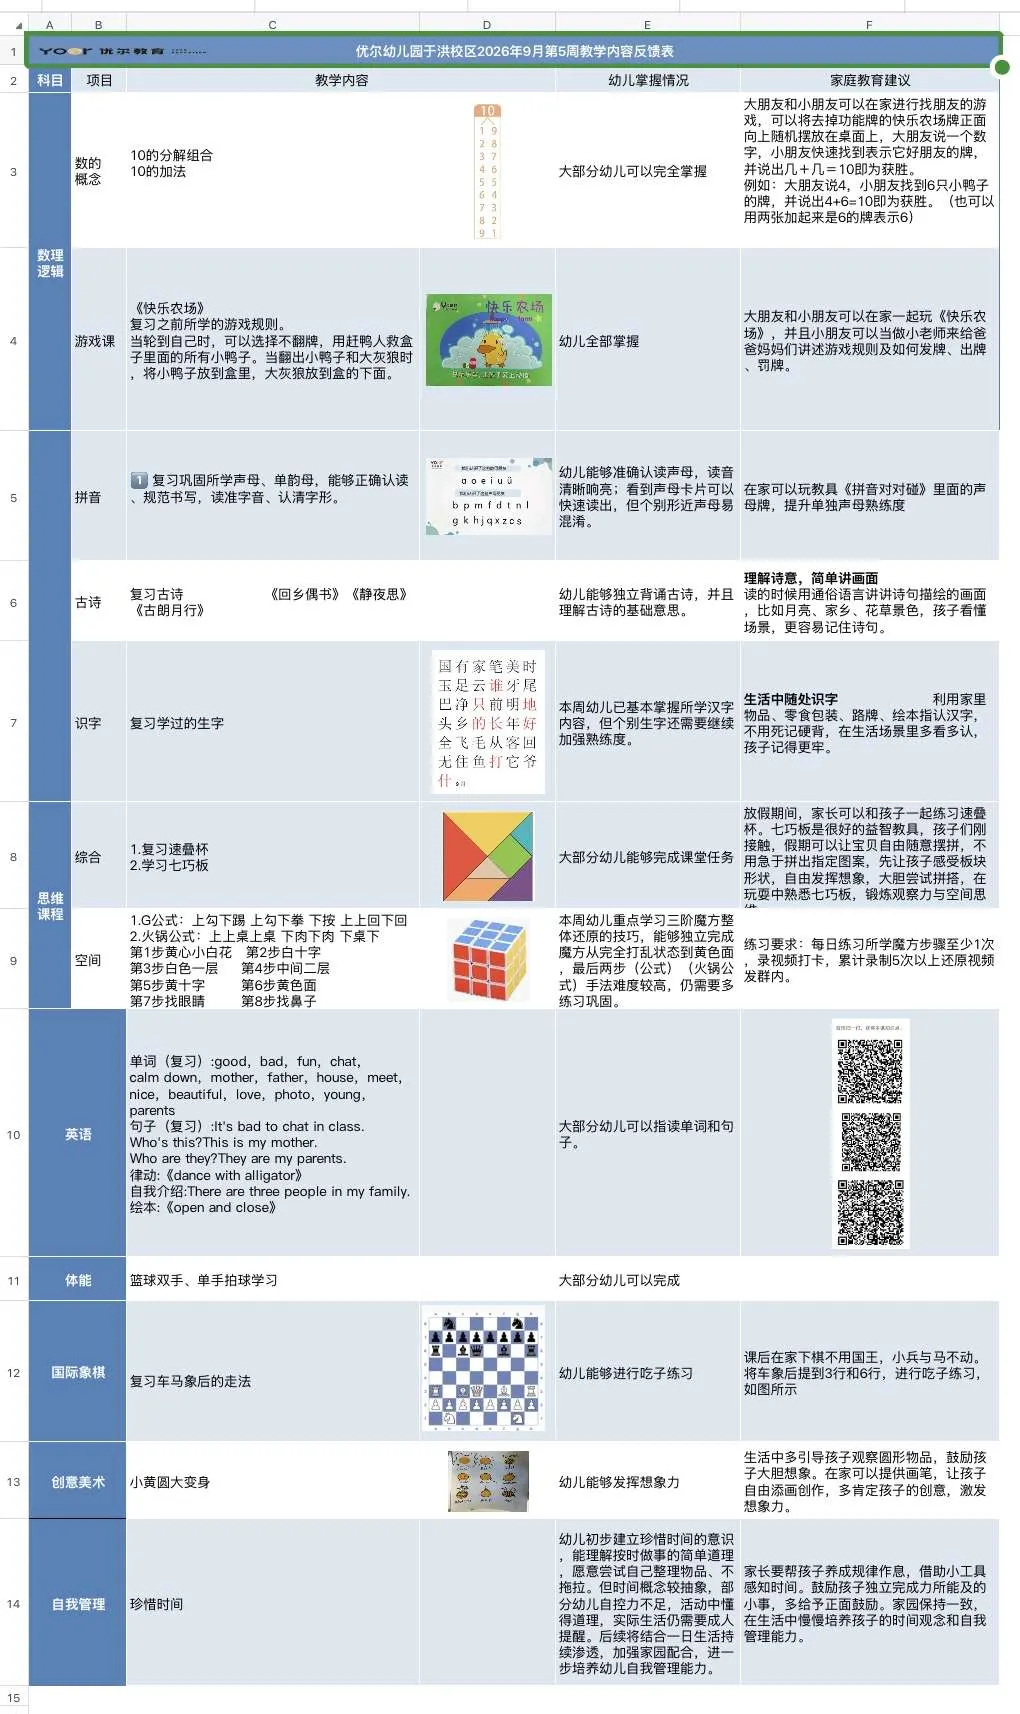 A B C D E F
1 YOer 优尔教育 优尔幼儿园于洪校区2026年9月第5周教学内容反馈表
2 科目 项目 教学内容 幼儿掌握情况 家庭教育建议
数理
逻辑
3
数的
概念
10的分解组合
10的加法
10
1 9
2 8
3 7
4 6
5 5
6 4
7 3
8 2
9 1
大部分幼儿可以完全掌握
大朋友和小朋友可以在家进行找朋友的游
戏，可以将去掉功能牌的快乐农场牌正面
向上随机摆放在桌面上，大朋友说一个数
字，小朋友快速找到表示它好朋友的牌，
并说出几＋几＝10即为获胜。
例如：大朋友说4，小朋友找到6只小鸭子
的牌，并说出4+6=10即为获胜。（也可以
用两张加起来是6的牌表示6）
4
游戏课
《快乐农场》
复习之前所学的游戏规则。
当轮到自己时，可以选择不翻牌，用赶鸭人救盒
子里面的所有小鸭子。当翻出小鸭子和大灰狼时
，将小鸭子放到盒里，大灰狼放到盒的下面。
快乐农场
幼儿全部掌握
大朋友和小朋友可以在家一起玩《快乐农
场》，并且小朋友可以当做小老师来给爸
爸妈妈们讲述游戏规则及如何发牌、出牌
、罚牌。
5
拼音
1 复习巩固所学声母、单韵母，能够正确认读
、规范书写，读准字音、认清字形。
a o e i u ü
b p m f d t n l
g k h j q x z c s
幼儿能够准确认读声母，读音
清晰响亮；看到声母卡片可以
快速读出，但个别形近声母易
混淆。
在家可以玩教具《拼音对对碰》里面的声
母牌，提升单独声母熟练度
6
古诗
复习古诗 《回乡偶书》《静夜思》
《古朗月行》
幼儿能够独立背诵古诗，并且
理解古诗的基础意思。
理解诗意，简单讲画面
读的时候用通俗语言讲讲诗句描绘的画面
，比如月亮、家乡、花草景色，孩子看懂
场景，更容易记住诗句。
7
识字
复习学过的生字
国有家笔美时
玉足云谁牙尾
巴净只前明地
头乡的长年好
全飞毛从客回
无住鱼打它爷
什 9月
本周幼儿已基本掌握所学汉字
内容，但个别生字还需要继续
加强熟练度。
生活中随处识字 利用家里
物品、零食包装、路牌、绘本指认汉字，
不用死记硬背，在生活场景里多看多认，
孩子记得更牢。
思维
课程
8
综合
1.复习速叠杯
2.学习七巧板
大部分幼儿能够完成课堂任务
放假期间，家长可以和孩子一起练习速叠
杯。七巧板是很好的益智教具，孩子们刚
接触，假期可以让宝贝自由随意摆拼，不
用急于拼出指定图案，先让孩子感受板块
形状，自由发挥想象，大胆尝试拼搭，在
玩耍中熟悉七巧板，锻炼观察力与空间思
9
空间
1.G公式：上勾下踢 上勾下拳 下按 上上回下回
2.火锅公式：上上桌上桌 下肉下肉 下桌下
第1步黄心小白花 第2步白十字
第3步白色一层 第4步中间二层
第5步黄十字 第6步黄色面
第7步找眼睛 第8步找鼻子
本周幼儿重点学习三阶魔方整
体还原的技巧，能够独立完成
魔方从完全打乱状态到黄色面
，最后两步（公式）（火锅公
式）手法难度较高，仍需要多
练习巩固。
练习要求：每日练习所学魔方步骤至少1次
，录视频打卡，累计录制5次以上还原视频
发群内。
10
英语
单词（复习）:good，bad，fun，chat，
calm down，mother，father，house，meet，
nice，beautiful，love，photo，young，
parents
句子（复习）:It's bad to chat in class.
Who's this?This is my mother.
Who are they?They are my parents.
律动:《dance with alligator》
自我介绍:There are three people in my family.
绘本:《open and close》
大部分幼儿可以指读单词和句
子。
11
体能
篮球双手、单手拍球学习
大部分幼儿可以完成
12
国际象棋
复习车马象后的走法
幼儿能够进行吃子练习
课后在家下棋不用国王，小兵与马不动。
将车象后提到3行和6行，进行吃子练习，
如图所示
13
创意美术
小黄圆大变身
幼儿能够发挥想象力
生活中多引导孩子观察圆形物品，鼓励孩
子大胆想象。在家可以提供画笔，让孩子
自由添画创作，多肯定孩子的创意，激发
想象力。
14
自我管理
珍惜时间
幼儿初步建立珍惜时间的意识
，能理解按时做事的简单道理
，愿意尝试自己整理物品、不
拖拉。但时间概念较抽象，部
分幼儿自控力不足，活动中懂
得道理，实际生活仍需要成人
提醒。后续将结合一日生活持
续渗透，加强家园配合，进一
步培养幼儿自我管理能力。
家长要帮孩子养成规律作息，借助小工具
感知时间。鼓励孩子独立完成力所能及的
小事，多给予正面鼓励。家园保持一致，
在生活中慢慢培养孩子的时间观念和自我
管理能力。
15